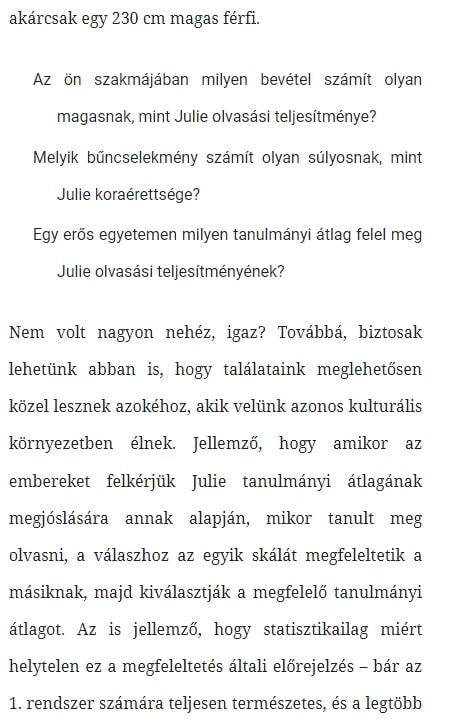 akárcsak egy 230 cm magas férfi.
Az ön szakmájában milyen bevétel számít olyan
magasnak, mint Julie olvasási teljesítménye?
Melyik bűncselekmény számít olyan súlyosnak, mint
Julie koraérettsége?
Egy erős egyetemen milyen tanulmányi átlag felel meg
Julie olvasási teljesítményének?
Nem volt nagyon nehéz, igaz? Továbbá, biztosak
lehetünk abban is, hogy találataink meglehetősen
közel lesznek azokéhoz, akik velünk azonos kulturális
környezetben élnek. Jellemző, hogy amikor az
embereket felkérjük Julie tanulmányi átlagának
megjóslására annak alapján, mikor tanult meg
olvasni, a válaszhoz az egyik skálát megfeleltetik a
másiknak, majd kiválasztják a megfelelő tanulmányi
átlagot. Az is jellemző, hogy statisztikailag miért
helytelen ez a megfeleltetés általi előrejelzés – bár az
1. rendszer számára teljesen természetes, és a legtöbb